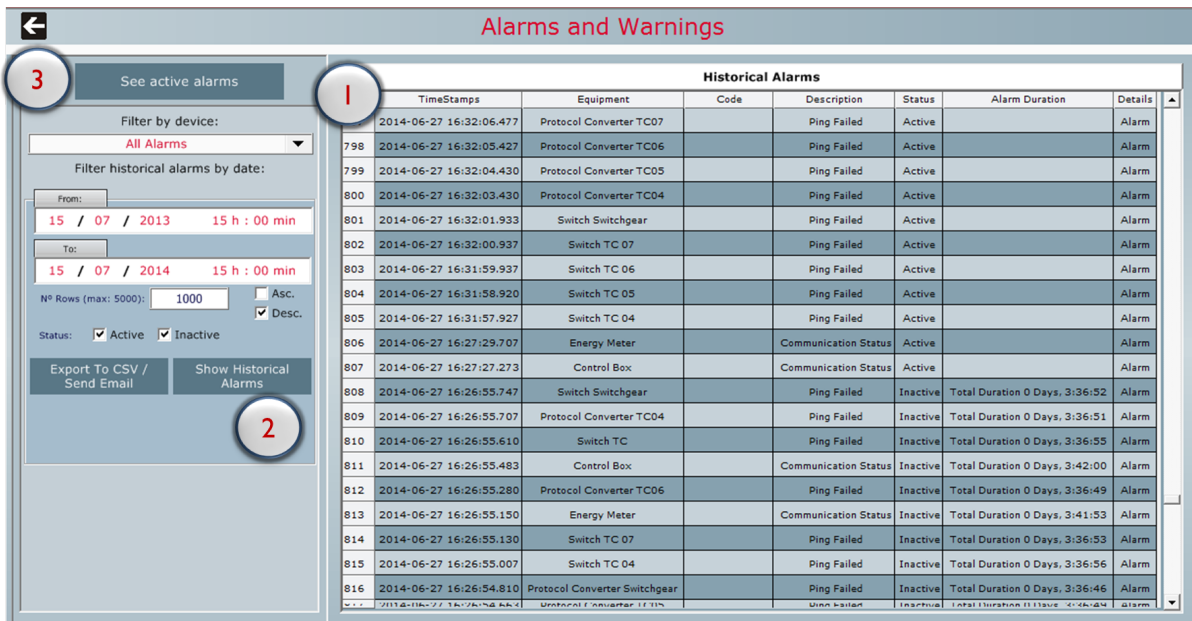 Alarms and Warnings
3
See active alarms
Filter by device:
All Alarms
Filter historical alarms by date:
From:
15 / 07 / 2013 15 h : 00 min
To:
15 / 07 / 2014 15 h : 00 min
Nº Rows (max: 5000): 1000 Asc.
Desc.
Status: Active Inactive
Export To CSV / Send Email
Show Historical Alarms
2
1
Historical Alarms
TimeStamps Equipment Code Description Status Alarm Duration Details
2014-06-27 16:32:06.477 Protocol Converter TC07 Ping Failed Active Alarm
798 2014-06-27 16:32:05.427 Protocol Converter TC06 Ping Failed Active Alarm
799 2014-06-27 16:32:04.430 Protocol Converter TC05 Ping Failed Active Alarm
800 2014-06-27 16:32:03.430 Protocol Converter TC04 Ping Failed Active Alarm
801 2014-06-27 16:32:01.933 Switch Switchgear Ping Failed Active Alarm
802 2014-06-27 16:32:00.937 Switch TC 07 Ping Failed Active Alarm
803 2014-06-27 16:31:59.937 Switch TC 06 Ping Failed Active Alarm
804 2014-06-27 16:31:58.920 Switch TC 05 Ping Failed Active Alarm
805 2014-06-27 16:31:57.927 Switch TC 04 Ping Failed Active Alarm
806 2014-06-27 16:27:29.707 Energy Meter Communication Status Active Alarm
807 2014-06-27 16:27:27.273 Control Box Communication Status Active Alarm
808 2014-06-27 16:26:55.747 Switch Switchgear Ping Failed Inactive Total Duration 0 Days, 3:36:52 Alarm
809 2014-06-27 16:26:55.707 Protocol Converter TC04 Ping Failed Inactive Total Duration 0 Days, 3:36:51 Alarm
810 2014-06-27 16:26:55.610 Switch TC Ping Failed Inactive Total Duration 0 Days, 3:36:55 Alarm
811 2014-06-27 16:26:55.483 Control Box Communication Status Inactive Total Duration 0 Days, 3:42:00 Alarm
812 2014-06-27 16:26:55.280 Protocol Converter TC06 Ping Failed Inactive Total Duration 0 Days, 3:36:49 Alarm
813 2014-06-27 16:26:55.150 Energy Meter Communication Status Inactive Total Duration 0 Days, 3:41:53 Alarm
814 2014-06-27 16:26:55.130 Switch TC 07 Ping Failed Inactive Total Duration 0 Days, 3:36:53 Alarm
815 2014-06-27 16:26:55.007 Switch TC 04 Ping Failed Inactive Total Duration 0 Days, 3:36:56 Alarm
816 2014-06-27 16:26:54.810 Protocol Converter Switchgear Ping Failed Inactive Total Duration 0 Days, 3:36:46 Alarm